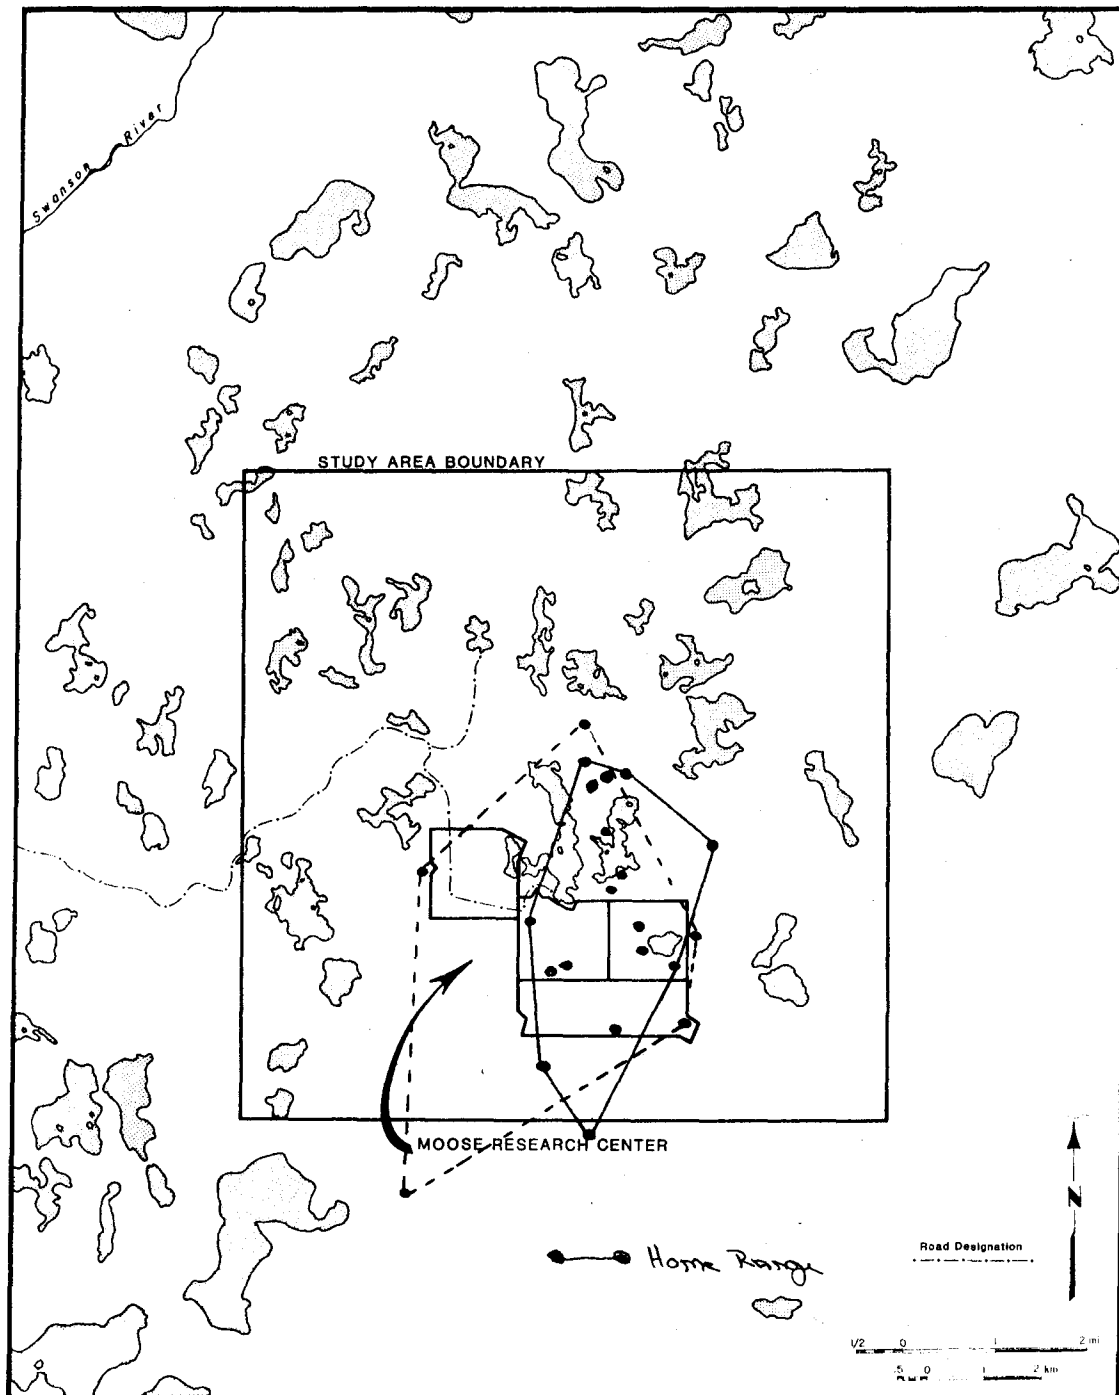 Swanson River
STUDY AREA BOUNDARY
MOOSE RESEARCH CENTER
N
Home Range
Road Designation
1/2 0 1 2 mi
.5 0 1 2 km